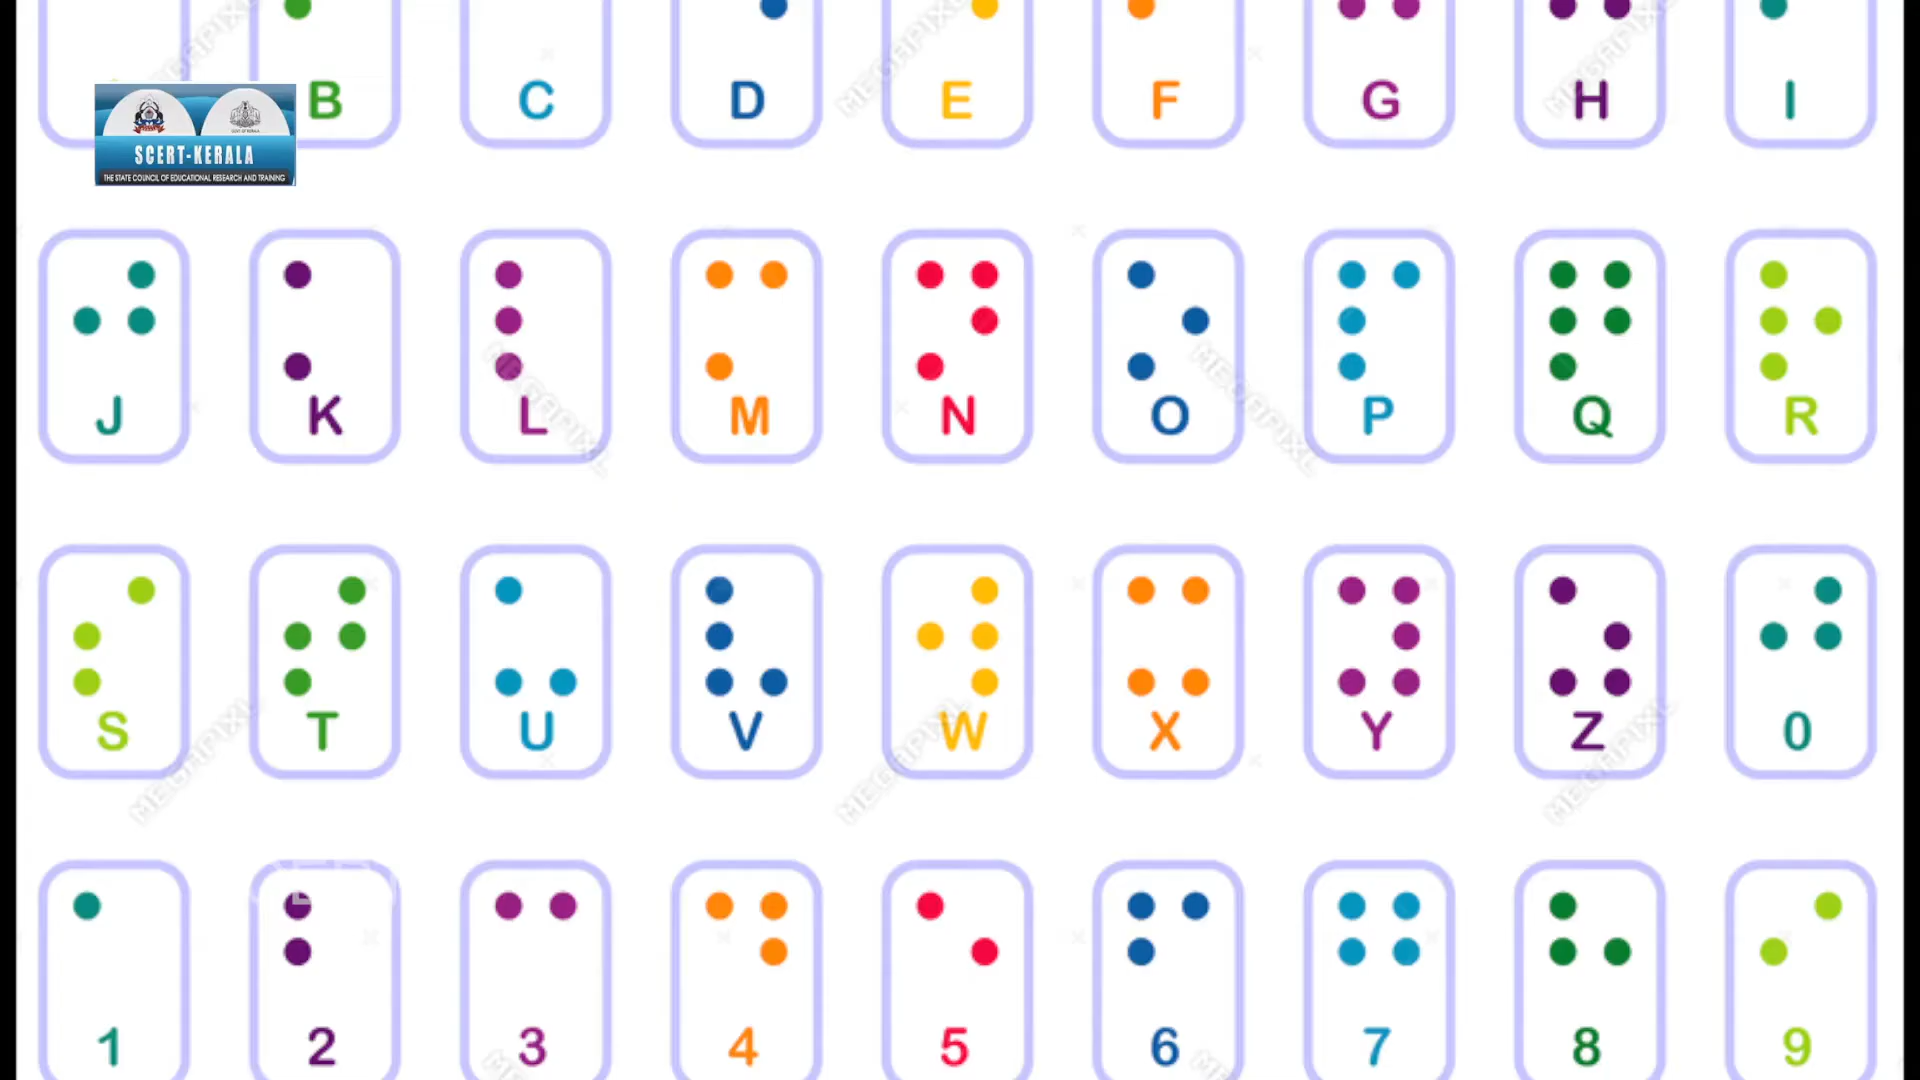 B C D E F G H I
SCERT-KERALA
THE STATE COUNCIL OF EDUCATIONAL RESEARCH AND TRAINING
J K L M N O P Q R
S T U V W X Y Z 0
1 2 3 4 5 6 7 8 9
MEGAPIXL